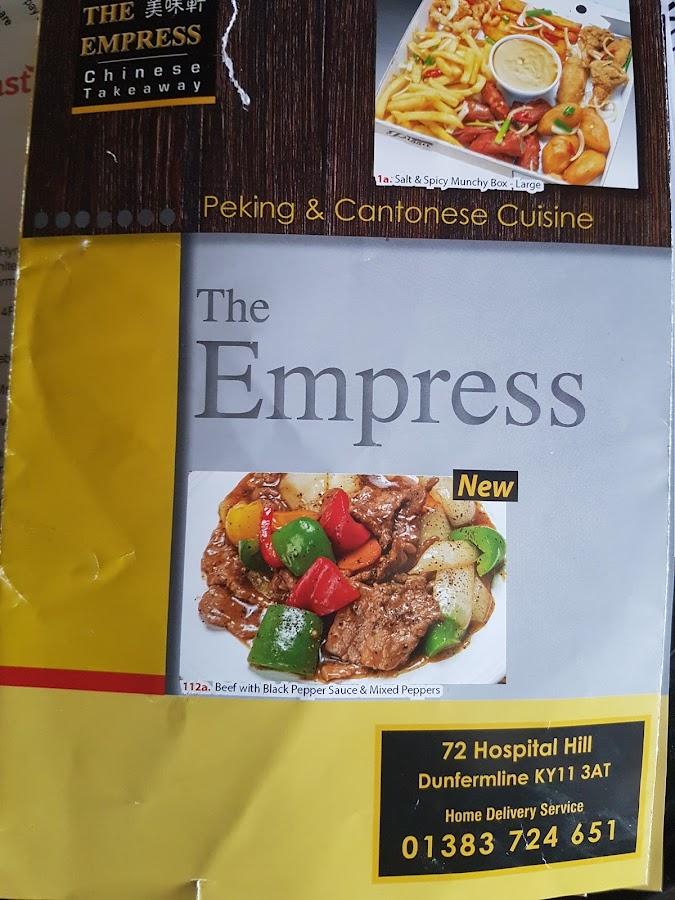 THE 美味軒
EMPRESS
Chinese
Takeaway
1a. Salt & Spicy Munchy Box - Large
Peking & Cantonese Cuisine
The
Empress
New
112a. Beef with Black Pepper Sauce & Mixed Peppers
72 Hospital Hill
Dunfermline KY11 3AT
Home Delivery Service
01383 724 651